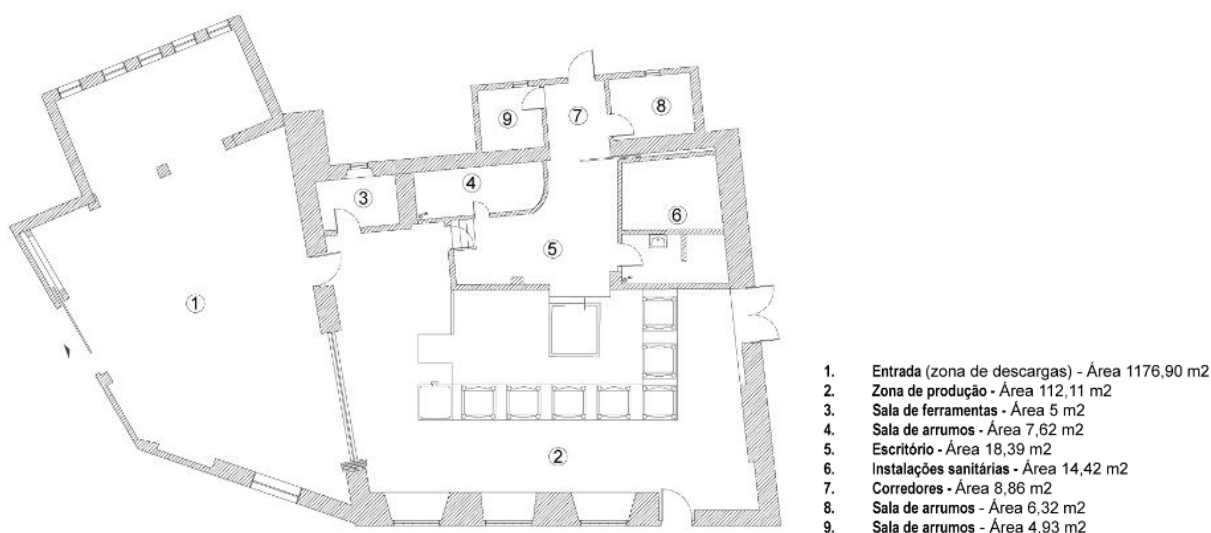 9
7
8
4
3
6
5
1
2
1. Entrada (zona de descargas) - Área 1176,90 m2
2. Zona de produção - Área 112,11 m2
3. Sala de ferramentas - Área 5 m2
4. Sala de arrumos - Área 7,62 m2
5. Escritório - Área 18,39 m2
6. Instalações sanitárias - Área 14,42 m2
7. Corredores - Área 8,86 m2
8. Sala de arrumos - Área 6,32 m2
9. Sala de arrumos - Área 4,93 m2